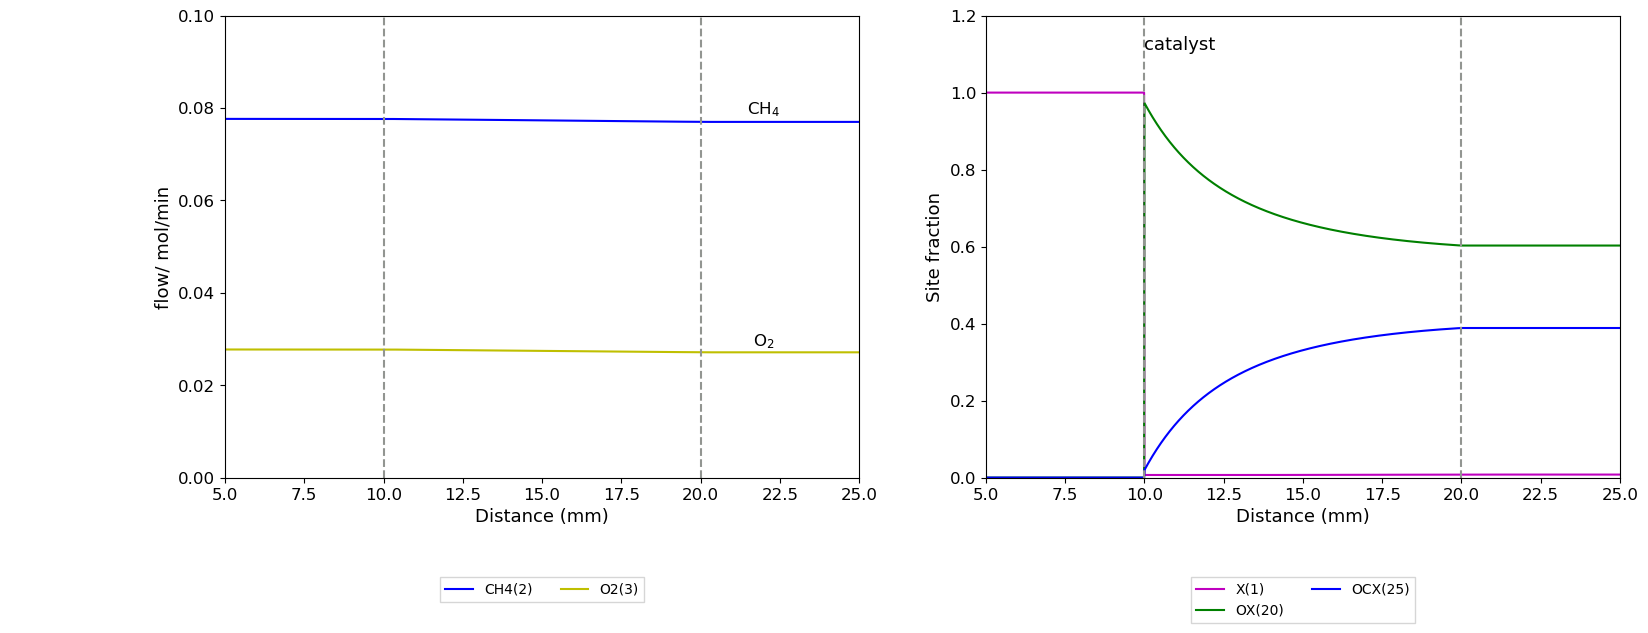 0.10
0.08
0.06
0.04
0.02
0.00
flow/ mol/min
CH4
O2
5.0 7.5 10.0 12.5 15.0 17.5 20.0 22.5 25.0
Distance (mm)
CH4(2) O2(3)
1.2
1.0
0.8
0.6
0.4
0.2
0.0
Site fraction
catalyst
5.0 7.5 10.0 12.5 15.0 17.5 20.0 22.5 25.0
Distance (mm)
X(1) OCX(25)
OX(20)